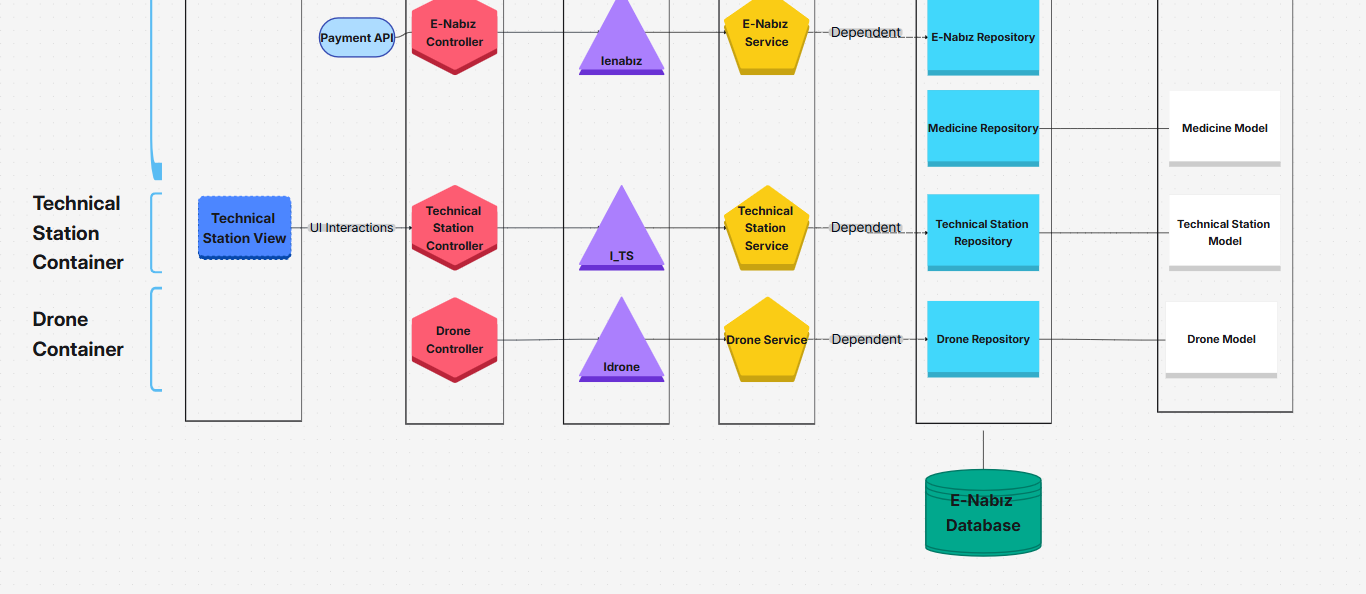 Payment API
E-Nabız
Controller
Ienabız
E-Nabız
Service
Dependent
E-Nabız Repository
Medicine Repository
Medicine Model
Technical
Station
Container
Technical
Station View
UI Interactions
Technical
Station
Controller
I_TS
Technical
Station
Service
Dependent
Technical Station
Repository
Technical Station
Model
Drone
Container
Drone
Controller
Idrone
Drone Service
Dependent
Drone Repository
Drone Model
E-Nabız
Database